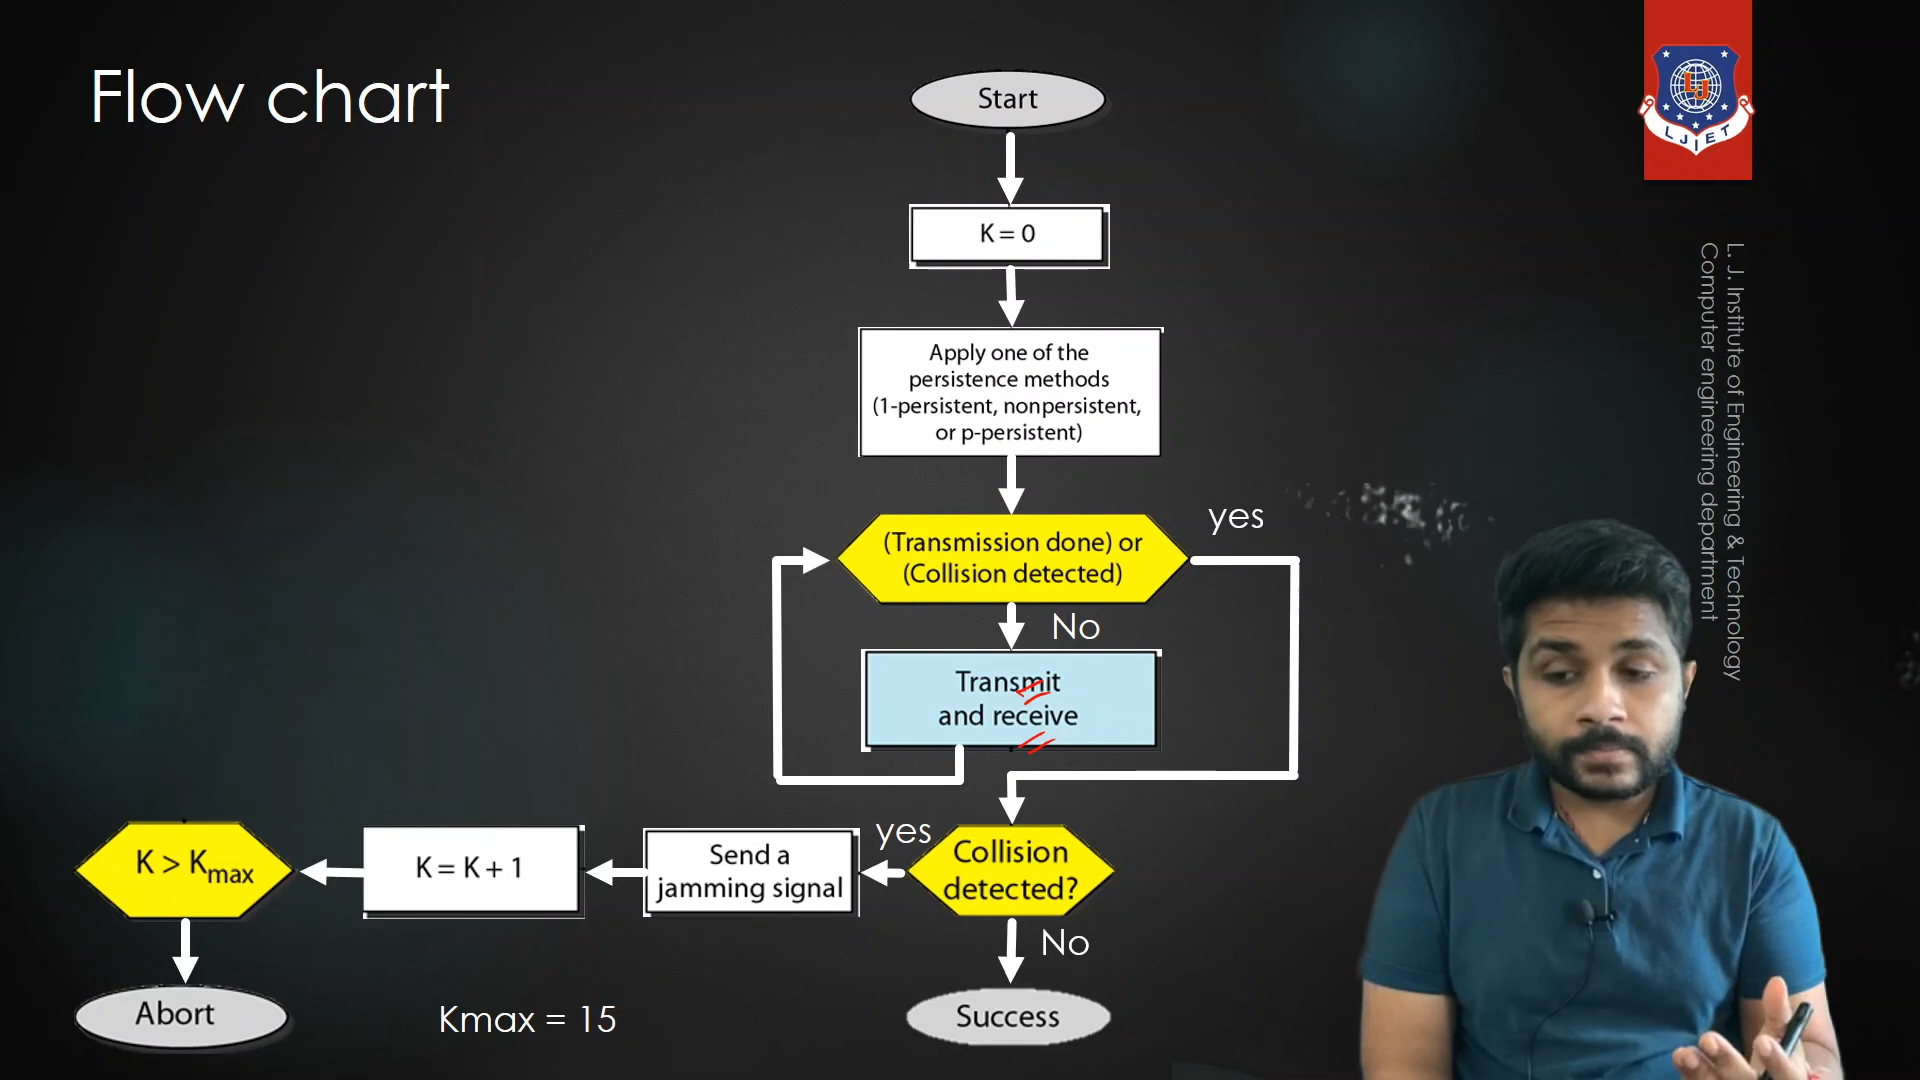 Flow chart
Start
K = 0
Apply one of the
persistence methods
(1-persistent, nonpersistent,
or p-persistent)
(Transmission done) or
(Collision detected)
yes
No
Transmit
and receive
Collision
detected?
yes
No
Send a
jamming signal
K = K + 1
K > Kmax
Abort
Kmax = 15
Success
LJ
LJIET
L. J. Institute of Engineering & Technology
Computer engineering department